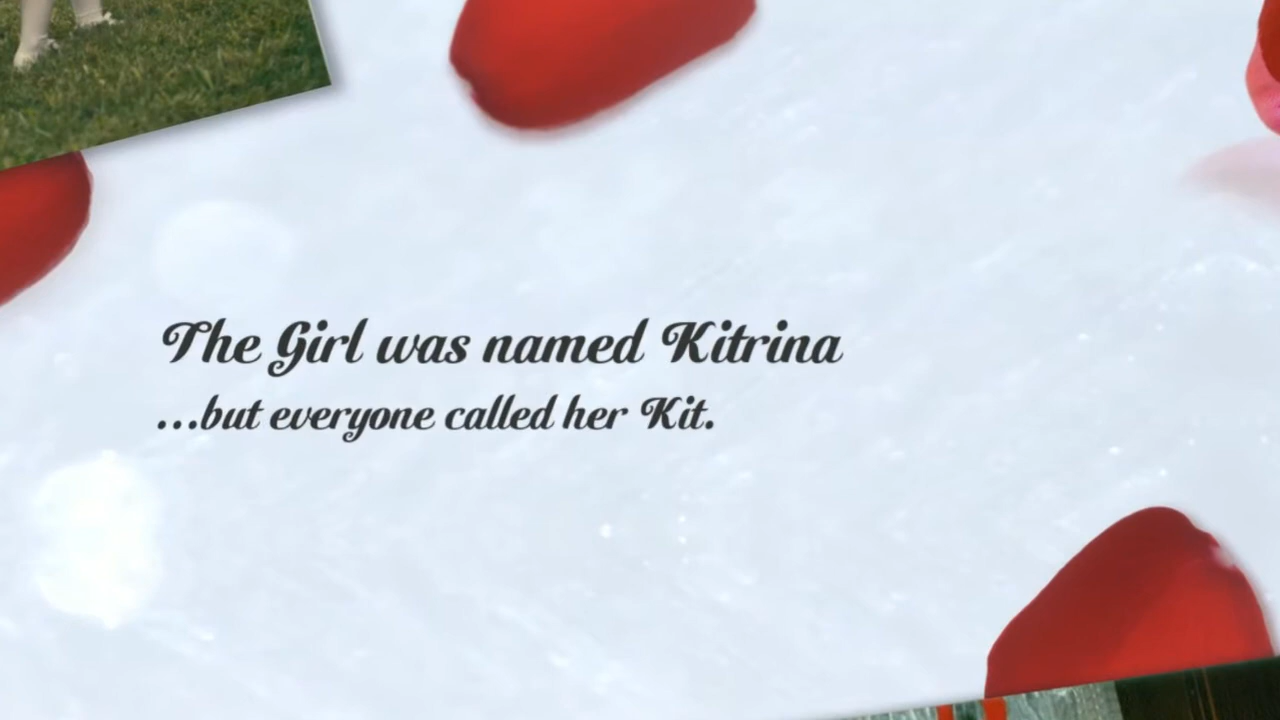 The Girl was named Kitrina
...but everyone called her Kit.